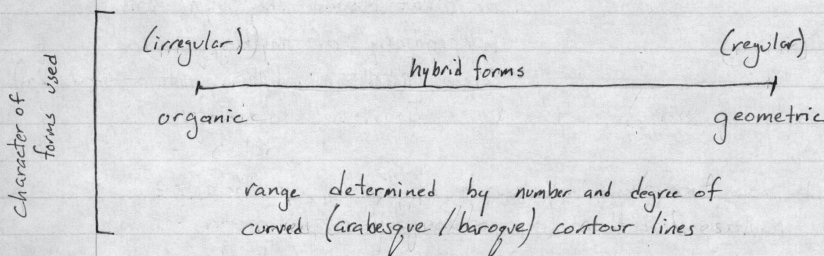 Character of
forms used
(irregular) (regular)
hybrid forms
organic geometric
range determined by number and degree of
curved (arabesque / baroque) contour lines